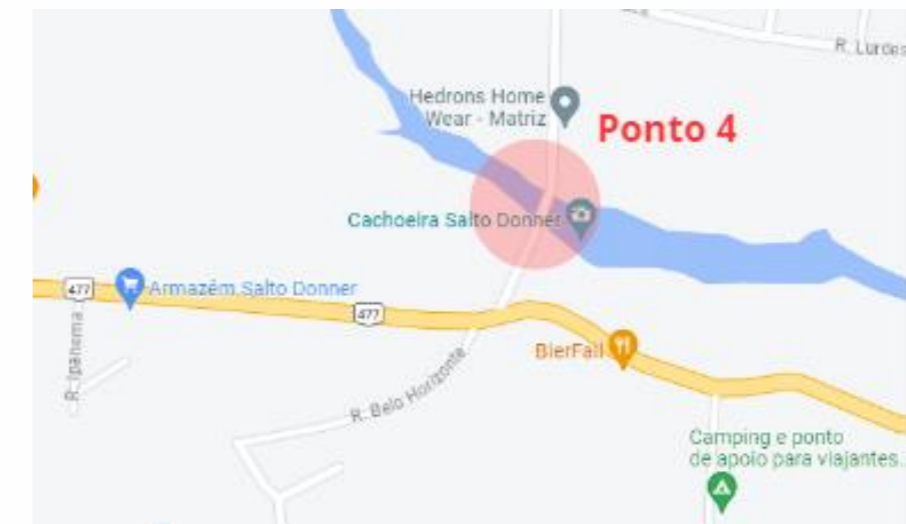 R. Lurdes
Hedrons Home
Wear - Matriz
Ponto 4
Cachoeira Salto Donner
477
Armazém Salto Donner
477
R. Ipanema
BierFall
R. Belo Horizonte
Camping e ponto
de apoio para viajantes..